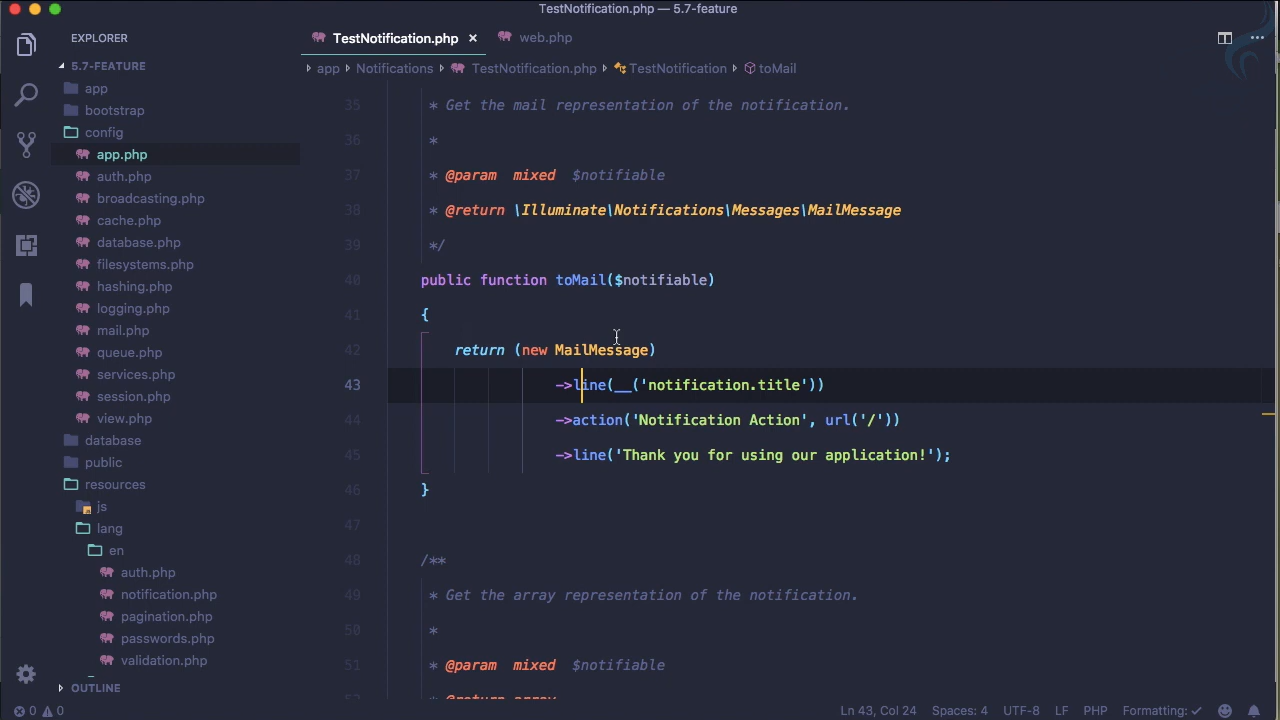 TestNotification.php — 5.7-feature
EXPLORER
5.7-FEATURE
app
bootstrap
config
app.php
auth.php
broadcasting.php
cache.php
database.php
filesystems.php
hashing.php
logging.php
mail.php
queue.php
services.php
session.php
view.php
database
public
resources
js
lang
en
auth.php
notification.php
pagination.php
passwords.php
validation.php
OUTLINE
TestNotification.php × web.php
app Notifications TestNotification.php TestNotification toMail
35 * Get the mail representation of the notification.
36 *
37 * @param mixed $notifiable
38 * @return \Illuminate\Notifications\Messages\MailMessage
39 */
40 public function toMail($notifiable)
41 {
42 return (new MailMessage)
43 ->line(__('notification.title'))
44 ->action('Notification Action', url('/'))
45 ->line('Thank you for using our application!');
46 }
47
48 /**
49 * Get the array representation of the notification.
50 *
51 * @param mixed $notifiable
52 * @return array
0 0 Ln 43, Col 24 Spaces: 4 UTF-8 LF PHP Formatting: ✓